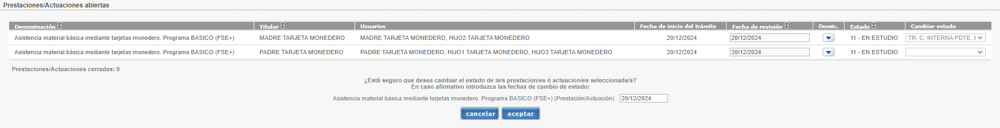 Prestaciones/Actuaciones abiertas
Denominación Titular Usuarios Fecha de inicio del trámite Fecha de revisión Domic. Estado Cambiar estado
Asistencia material básica mediante tarjetas monedero. Programa BASICO (FSE+) MADRE TARJETA MONEDERO MADRE TARJETA MONEDERO, HIJO2 TARJETA MONEDERO 20/12/2024 20/12/2024 11 - EN ESTUDIO TR. C. INTERNA PDTE.
Asistencia material básica mediante tarjetas monedero. Programa BASICO (FSE+) PADRE TARJETA MONEDERO PADRE TARJETA MONEDERO, HIJO1 TARJETA MONEDERO, HIJO3 TARJETA MONEDERO 20/12/2024 20/12/2024 11 - EN ESTUDIO
Prestaciones/Actuaciones cerradas: 0
¿Está seguro que desea cambiar el estado de la/s prestacion/es ó actuacion/es seleccionada/s?
En caso afirmativo introduzca las fechas de cambio de estado:
Asistencia material básica mediante tarjetas monedero. Programa BASICO (FSE+) (Prestación/Actuación) 20/12/2024
cancelar aceptar